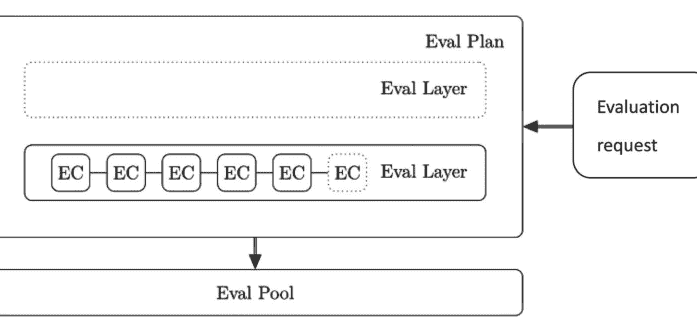 Eval Plan
Eval Layer
Evaluation
request
EC EC EC EC EC EC Eval Layer
Eval Pool